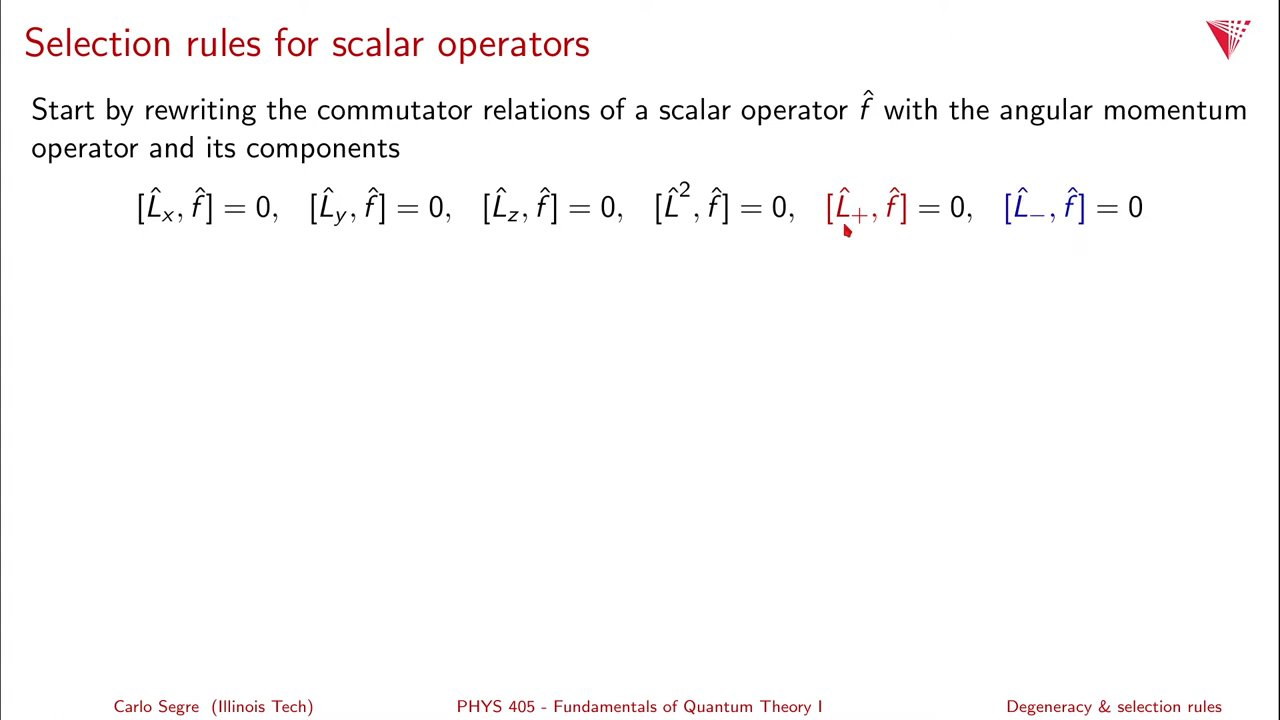 Selection rules for scalar operators
Start by rewriting the commutator relations of a scalar operator f̂ with the angular momentum
operator and its components
[L̂ₓ, f̂] = 0, [L̂_y, f̂] = 0, [L̂_z, f̂] = 0, [L̂², f̂] = 0, [L̂₊, f̂] = 0, [L̂₋, f̂] = 0
Carlo Segre (Illinois Tech) PHYS 405 - Fundamentals of Quantum Theory I Degeneracy & selection rules